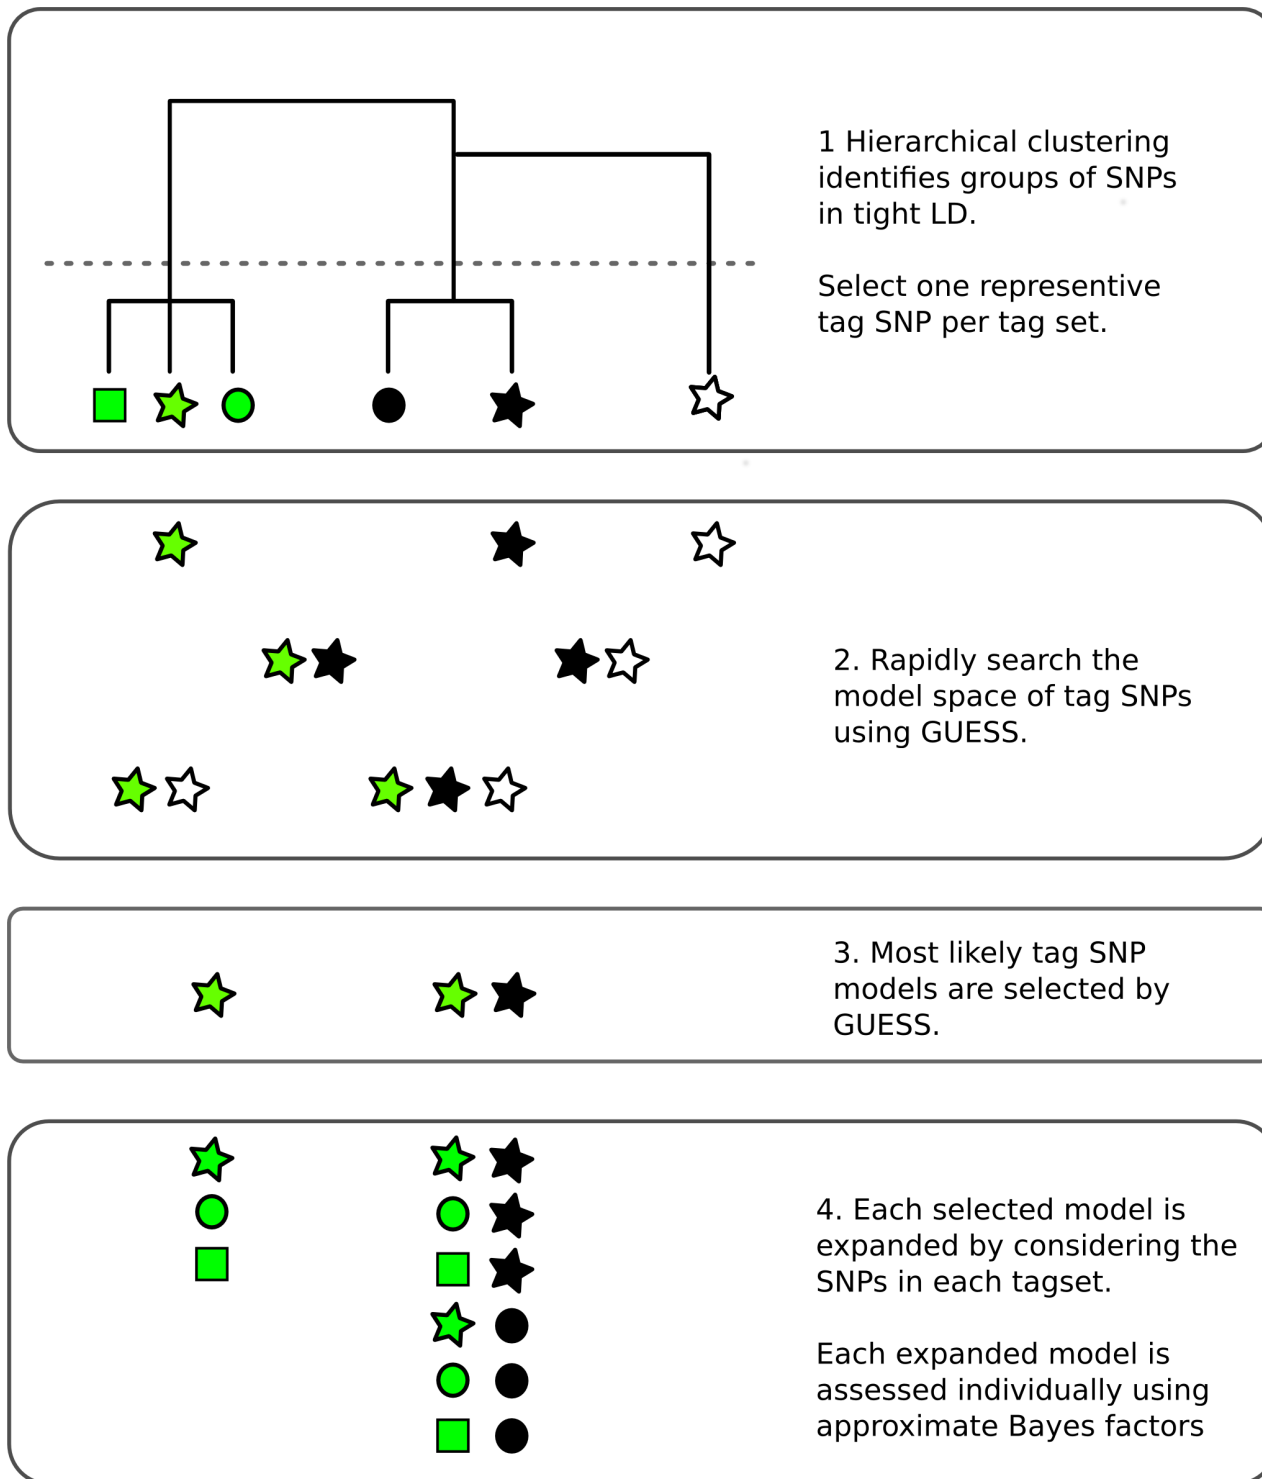 1 Hierarchical clustering
identifies groups of SNPs
in tight LD.
Select one representive
tag SNP per tag set.
2. Rapidly search the
model space of tag SNPs
using GUESS.
3. Most likely tag SNP
models are selected by
GUESS.
4. Each selected model is
expanded by considering the
SNPs in each tagset.
Each expanded model is
assessed individually using
approximate Bayes factors